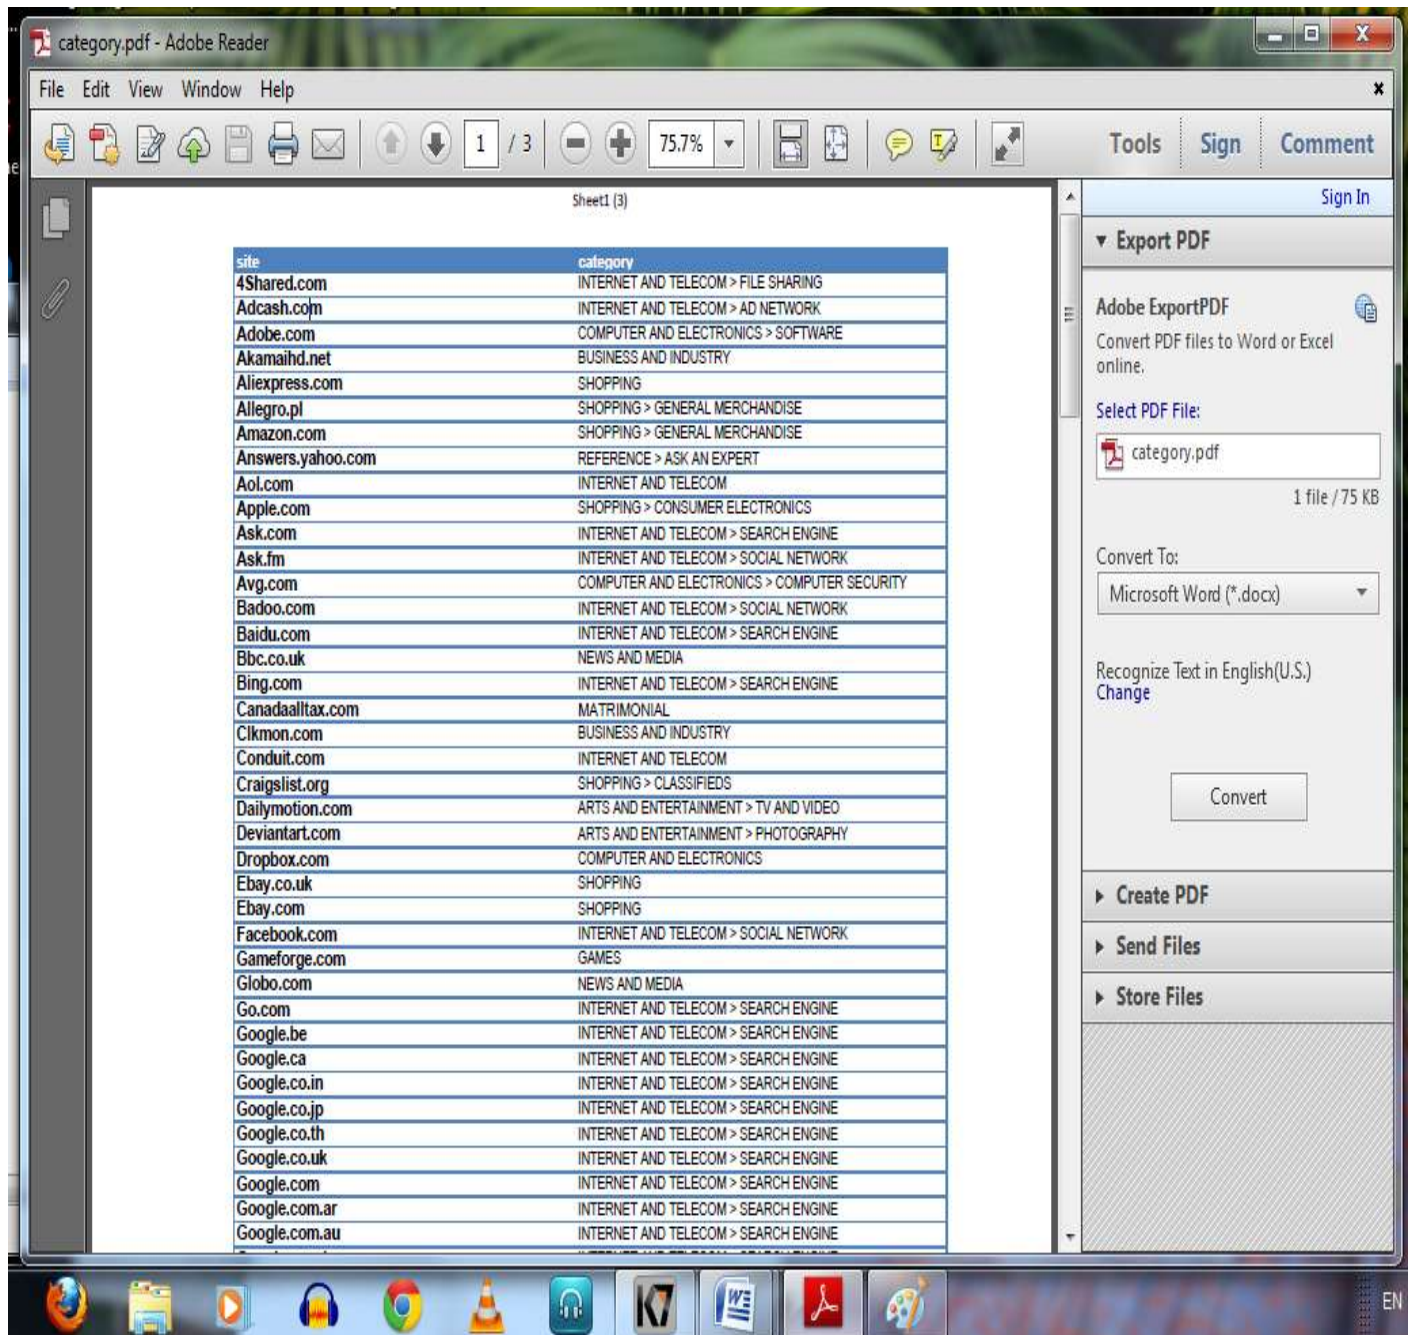 category.pdf - Adobe Reader
File Edit View Window Help
1 / 3 75.7% Tools Sign Comment
Sheet1 (3)
site category
4Shared.com INTERNET AND TELECOM > FILE SHARING
Adcash.com INTERNET AND TELECOM > AD NETWORK
Adobe.com COMPUTER AND ELECTRONICS > SOFTWARE
Akamaihd.net BUSINESS AND INDUSTRY
Aliexpress.com SHOPPING
Allegro.pl SHOPPING > GENERAL MERCHANDISE
Amazon.com SHOPPING > GENERAL MERCHANDISE
Answers.yahoo.com REFERENCE > ASK AN EXPERT
Aol.com INTERNET AND TELECOM
Apple.com SHOPPING > CONSUMER ELECTRONICS
Ask.com INTERNET AND TELECOM > SEARCH ENGINE
Ask.fm INTERNET AND TELECOM > SOCIAL NETWORK
Avg.com COMPUTER AND ELECTRONICS > COMPUTER SECURITY
Badoo.com INTERNET AND TELECOM > SOCIAL NETWORK
Baidu.com INTERNET AND TELECOM > SEARCH ENGINE
Bbc.co.uk NEWS AND MEDIA
Bing.com INTERNET AND TELECOM > SEARCH ENGINE
Canadaalltax.com MATRIMONIAL
Clkmon.com BUSINESS AND INDUSTRY
Conduit.com INTERNET AND TELECOM
Craigslist.org SHOPPING > CLASSIFIEDS
Dailymotion.com ARTS AND ENTERTAINMENT > TV AND VIDEO
Deviantart.com ARTS AND ENTERTAINMENT > PHOTOGRAPHY
Dropbox.com COMPUTER AND ELECTRONICS
Ebay.co.uk SHOPPING
Ebay.com SHOPPING
Facebook.com INTERNET AND TELECOM > SOCIAL NETWORK
Gameforge.com GAMES
Globo.com NEWS AND MEDIA
Go.com INTERNET AND TELECOM > SEARCH ENGINE
Google.be INTERNET AND TELECOM > SEARCH ENGINE
Google.ca INTERNET AND TELECOM > SEARCH ENGINE
Google.co.in INTERNET AND TELECOM > SEARCH ENGINE
Google.co.jp INTERNET AND TELECOM > SEARCH ENGINE
Google.co.th INTERNET AND TELECOM > SEARCH ENGINE
Google.co.uk INTERNET AND TELECOM > SEARCH ENGINE
Google.com INTERNET AND TELECOM > SEARCH ENGINE
Google.com.ar INTERNET AND TELECOM > SEARCH ENGINE
Google.com.au INTERNET AND TELECOM > SEARCH ENGINE
Sign In
Export PDF
Adobe ExportPDF
Convert PDF files to Word or Excel
online.
Select PDF File:
category.pdf
1 file / 75 KB
Convert To:
Microsoft Word (*.docx)
Recognize Text in English(U.S.)
Change
Convert
Create PDF
Send Files
Store Files
K7
W
EN